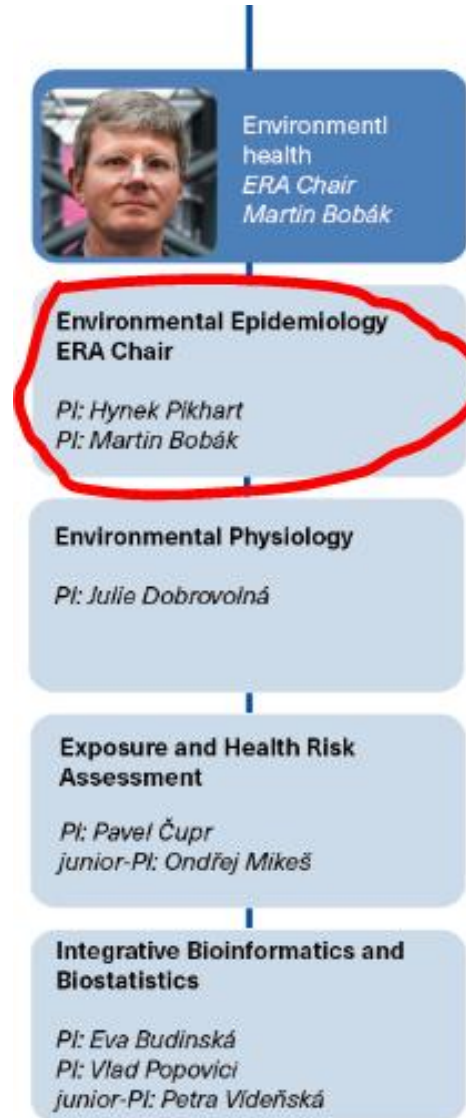 Environmentl
health
ERA Chair
Martin Bobák
Environmental Epidemiology
ERA Chair
PI: Hynek Pikhart
PI: Martin Bobák
Environmental Physiology
PI: Julie Dobrovolná
Exposure and Health Risk
Assessment
PI: Pavel Čupr
junior-PI: Ondřej Mikeš
Integrative Bioinformatics and
Biostatistics
PI: Eva Budinská
PI: Vlad Popovici
junior-PI: Petra Vídeňská